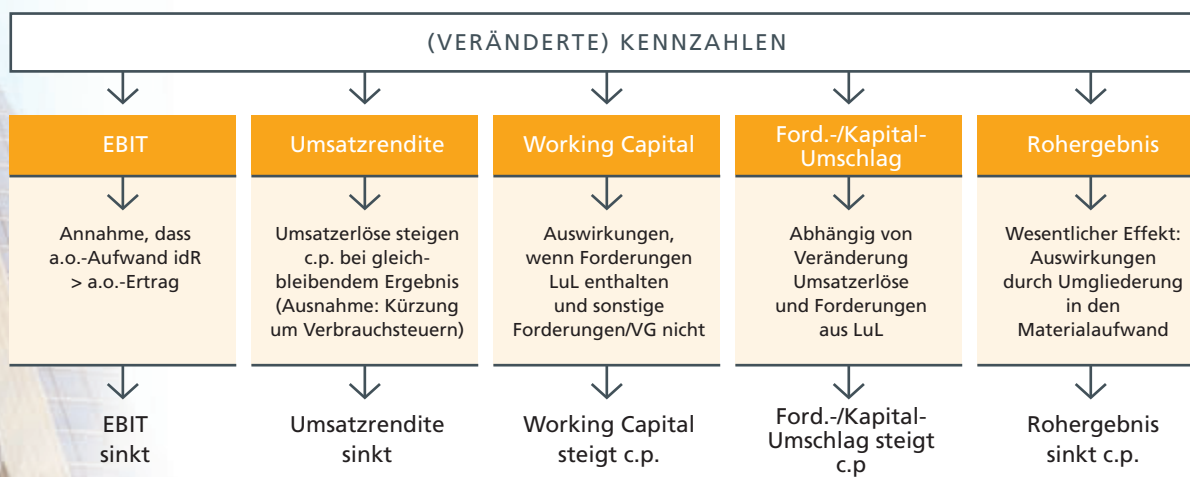 (VERÄNDERTE) KENNZAHLEN
EBIT
Annahme, dass
a.o.-Aufwand idR
> a.o.-Ertrag
EBIT
sinkt
Umsatzrendite
Umsatzerlöse steigen
c.p. bei gleich-
bleibendem Ergebnis
(Ausnahme: Kürzung
um Verbrauchsteuern)
Umsatzrendite
sinkt
Working Capital
Auswirkungen,
wenn Forderungen
LuL enthalten
und sonstige
Forderungen/VG nicht
Working Capital
steigt c.p.
Ford.-/Kapital-
Umschlag
Abhängig von
Veränderung
Umsatzerlöse
und Forderungen
aus LuL
Ford.-/Kapital-
Umschlag steigt
c.p
Rohergebnis
Wesentlicher Effekt:
Auswirkungen
durch Umgliederung
in den
Materialaufwand
Rohergebnis
sinkt c.p.